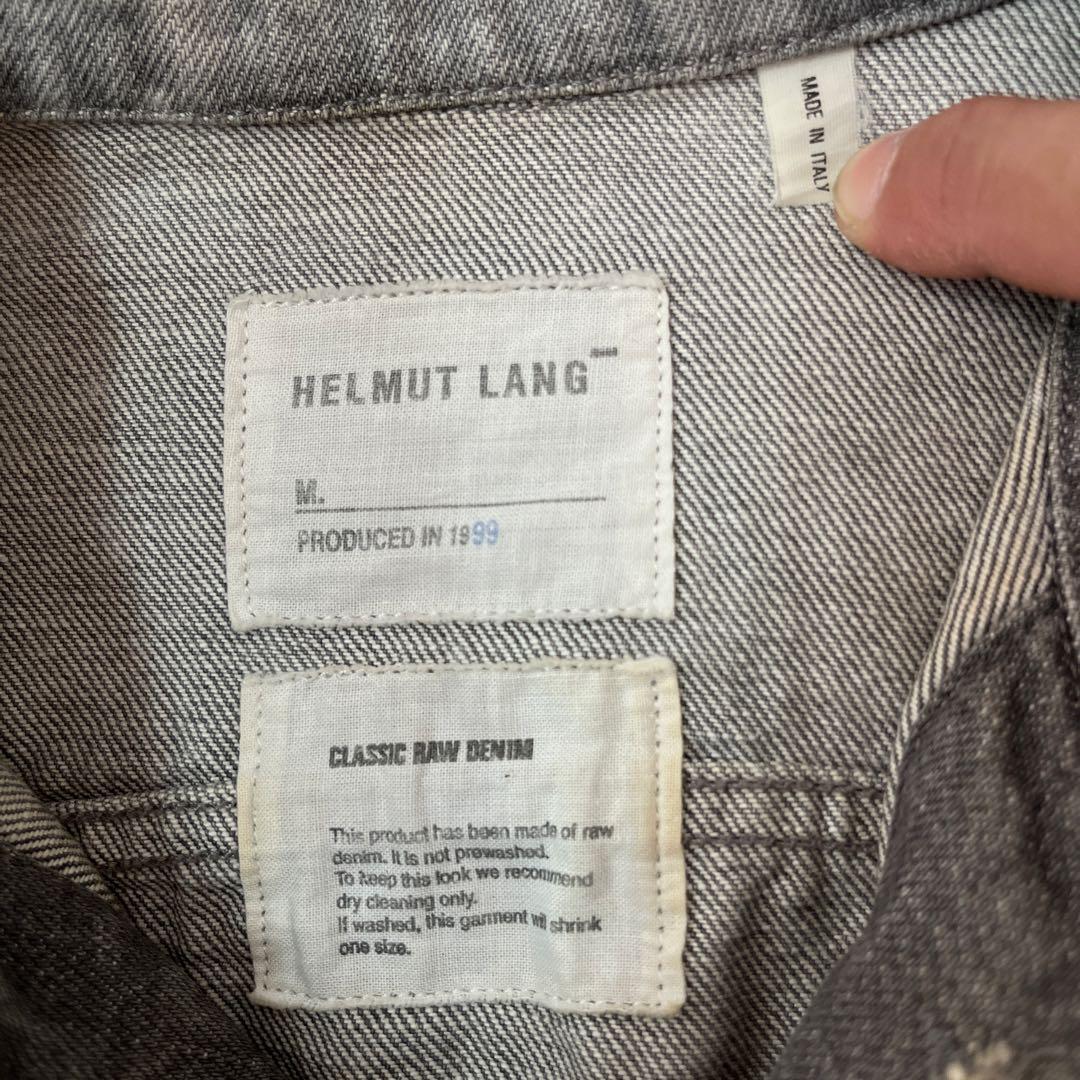 MADE IN ITALY
HELMUT LANG
M.
PRODUCED IN 1999
CLASSIC RAW DENIM
This product has been made of raw
denim. It is not prewashed.
To keep this look we recommend
dry cleaning only.
If washed, this garment will shrink
one size.